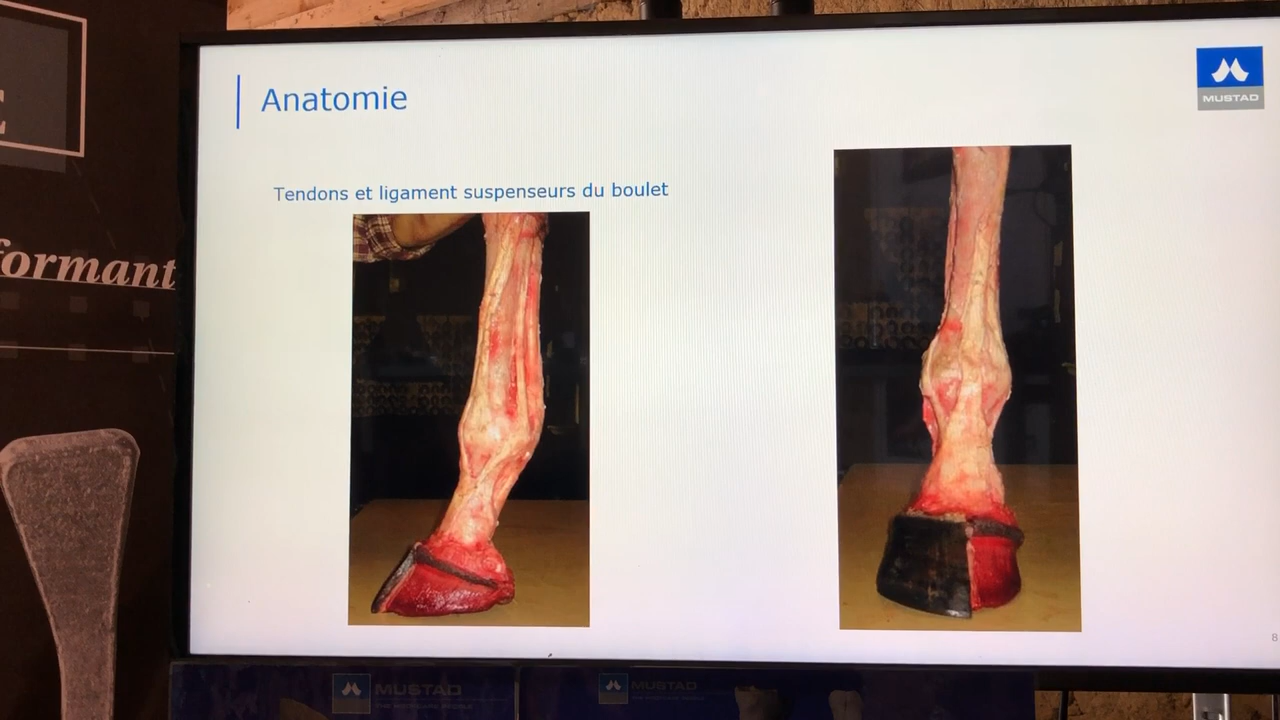 Anatomie
MUSTAD
Tendons et ligament suspenseurs du boulet
formant
8
MUSTAD
MUSTAD